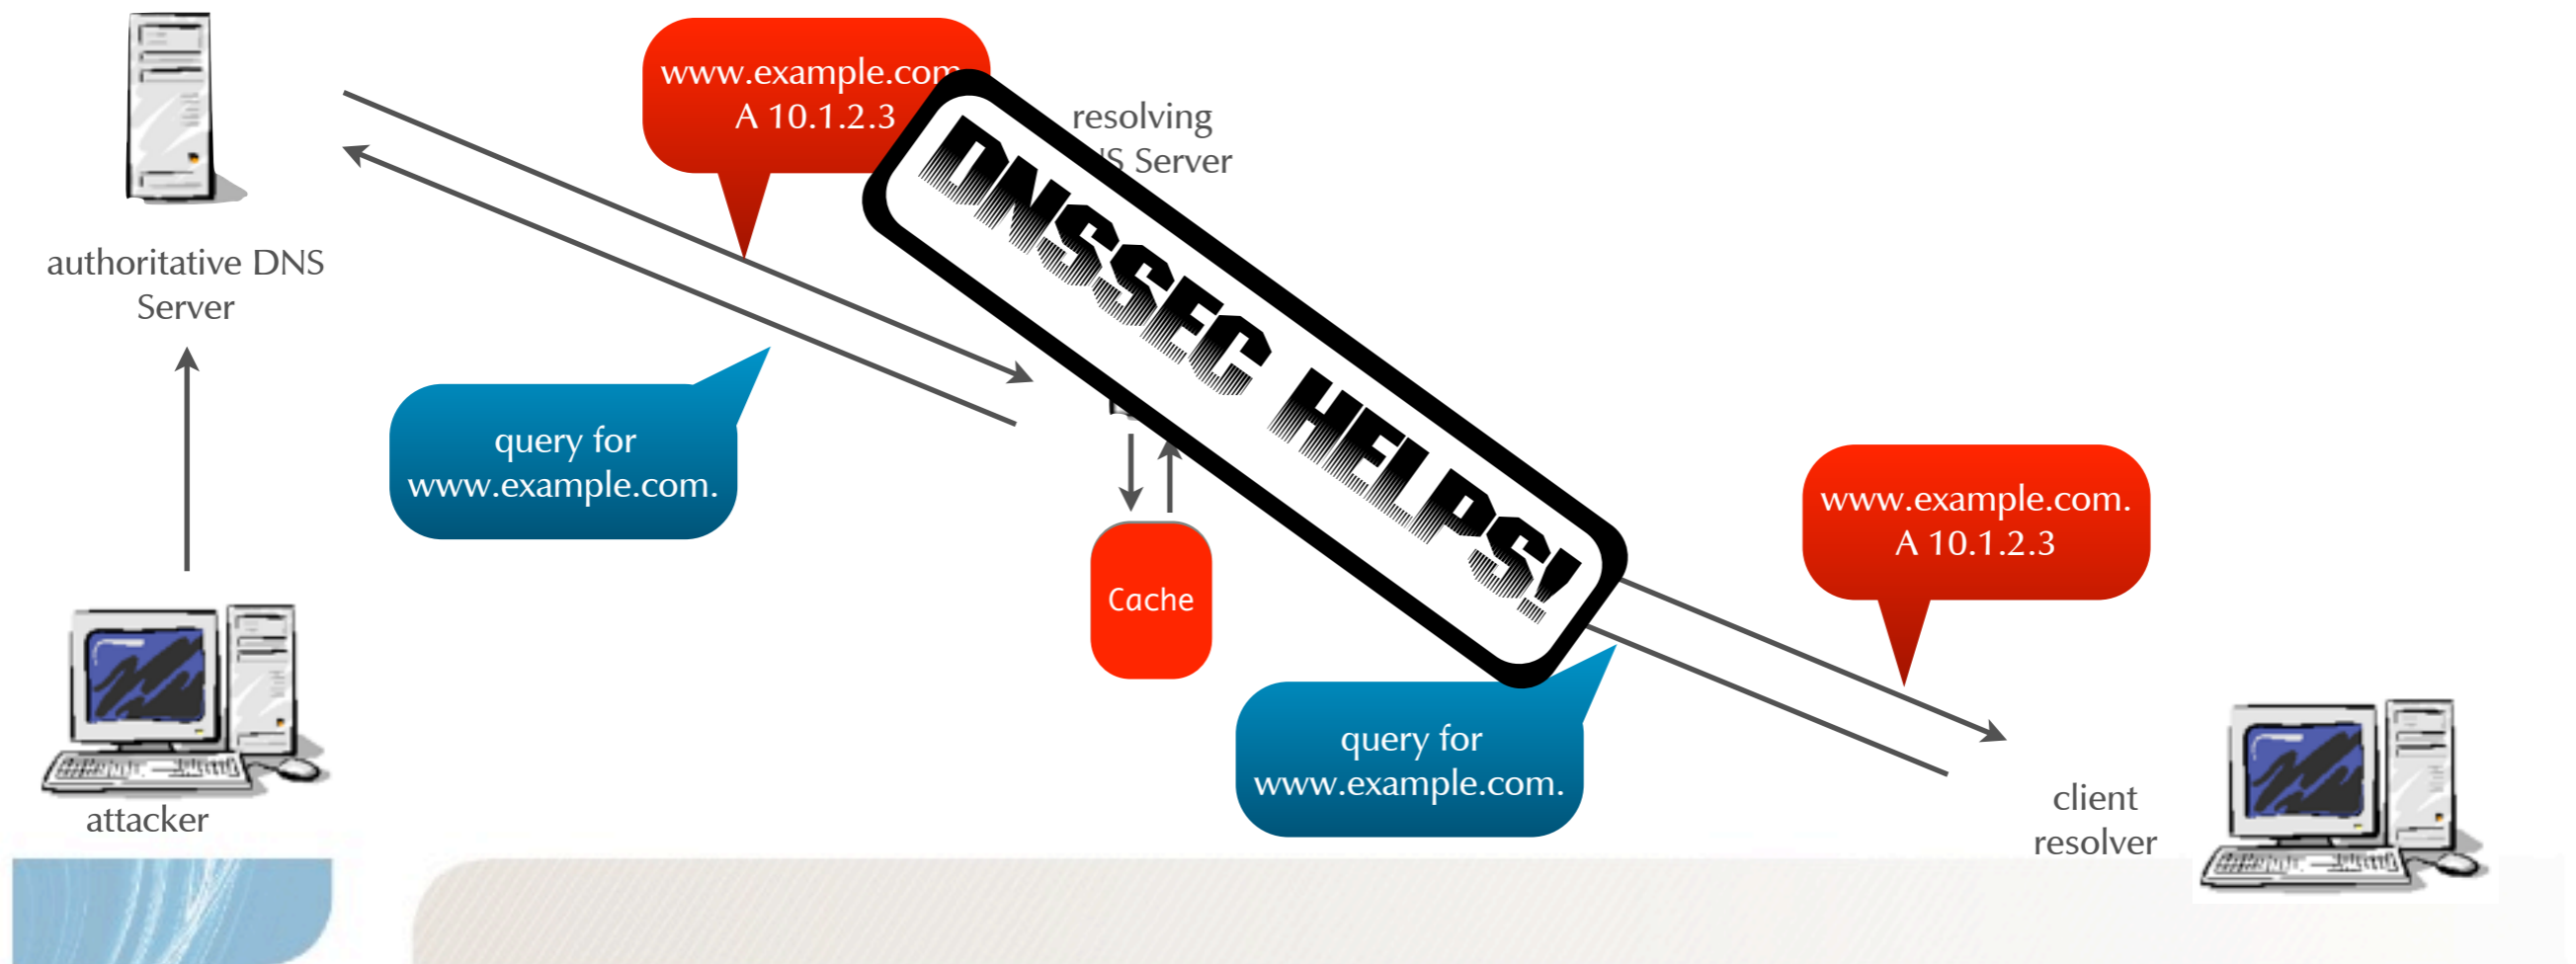 www.example.com
A 10.1.2.3
resolving
S Server
DNSSEC HELPS!
authoritative DNS
Server
query for
www.example.com.
Cache
www.example.com.
A 10.1.2.3
query for
www.example.com.
attacker
client
resolver